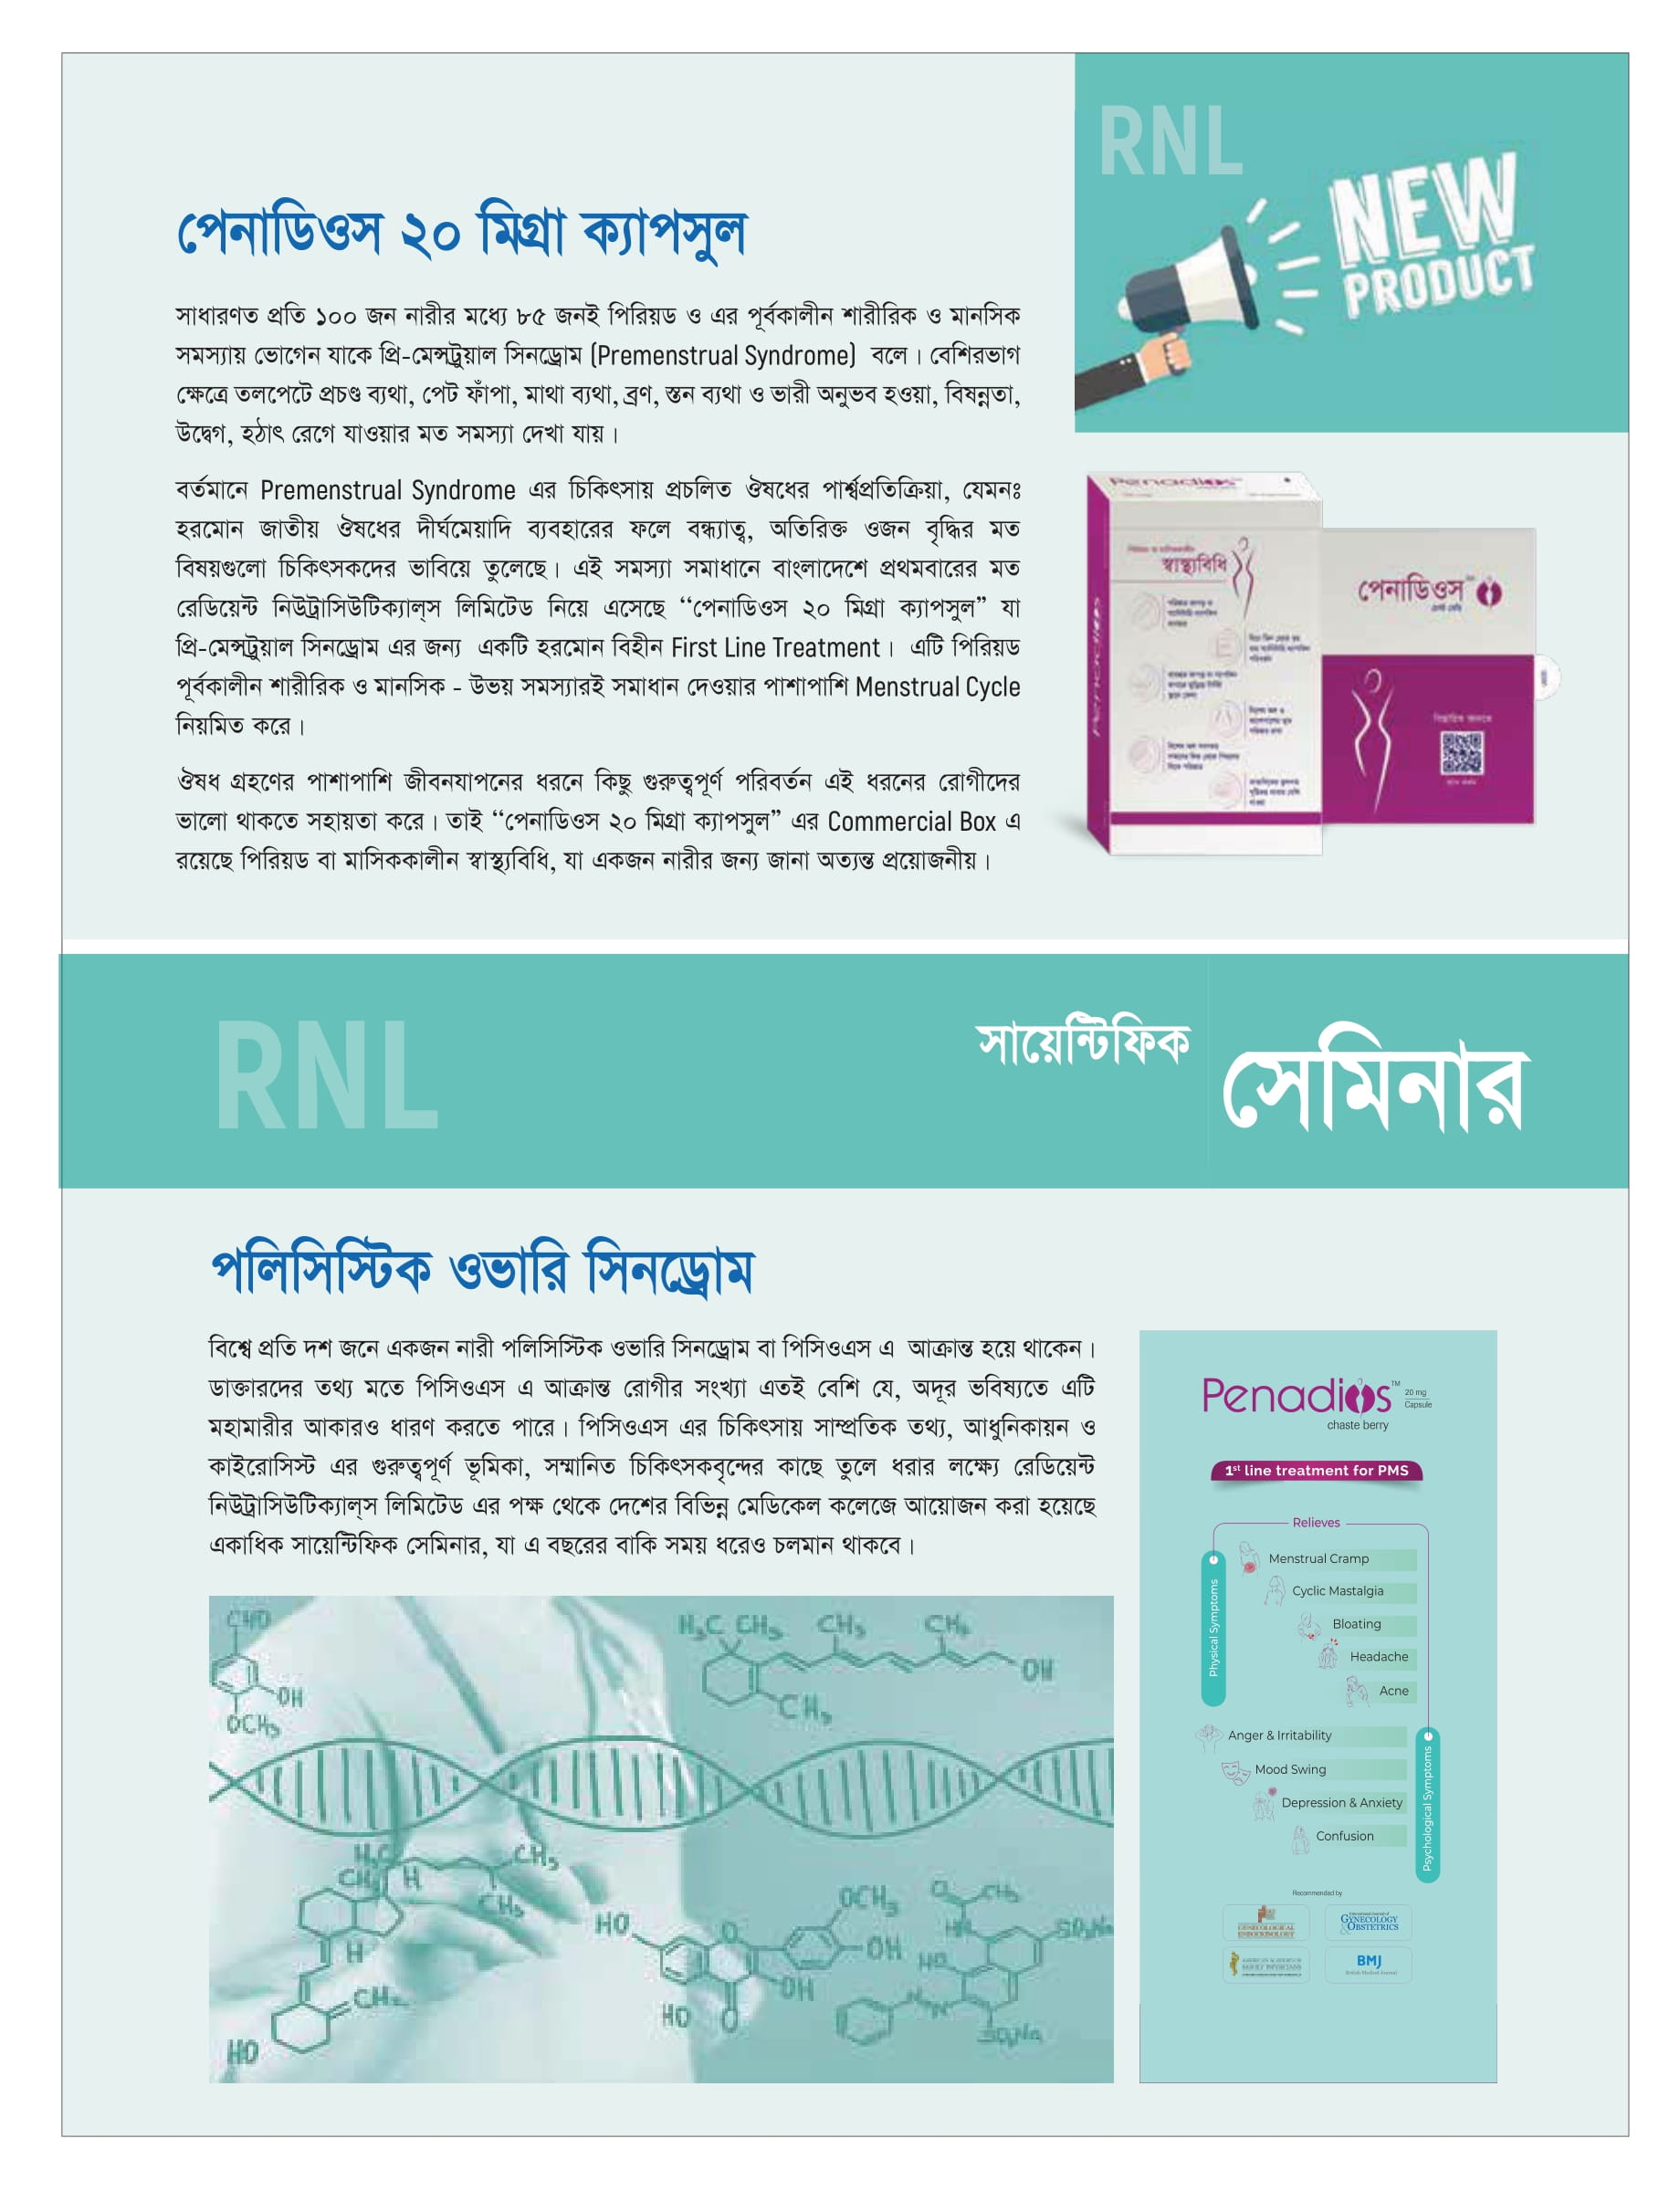 RNL
NEW
PRODUCT
পেনাডিওস ২০ মিগ্রা ক্যাপসুল
সাধারণত প্রতি ১০০ জন নারীর মধ্যে ৮৫ জনই পিরিয়ড ও এর পূর্বকালীন শারীরিক ও মানসিক
সমস্যায় ভোগেন যাকে প্রি-মেন্সট্রুয়াল সিনড্রোম (Premenstrual Syndrome) বলে। বেশিরভাগ
ক্ষেত্রে তলপেটে প্রচণ্ড ব্যথা, পেট ফাঁপা, মাথা ব্যথা, ব্রণ, স্তন ব্যথা ও ভারী অনুভব হওয়া, বিষন্নতা,
উদ্বেগ, হঠাৎ রেগে যাওয়ার মত সমস্যা দেখা যায়।
বর্তমানে Premenstrual Syndrome এর চিকিৎসায় প্রচলিত ঔষধের পার্শ্বপ্রতিক্রিয়া, যেমনঃ
হরমোন জাতীয় ঔষধের দীর্ঘমেয়াদি ব্যবহারের ফলে বন্ধ্যাত্ব, অতিরিক্ত ওজন বৃদ্ধির মত
বিষয়গুলো চিকিৎসকদের ভাবিয়ে তুলেছে। এই সমস্যা সমাধানে বাংলাদেশে প্রথমবারের মত
রেডিয়েন্ট নিউট্রাসিউটিক্যাল্‌স লিমিটেড নিয়ে এসেছে “পেনাডিওস ২০ মিগ্রা ক্যাপসুল” যা
প্রি-মেন্সট্রুয়াল সিনড্রোম এর জন্য একটি হরমোন বিহীন First Line Treatment। এটি পিরিয়ড
পূর্বকালীন শারীরিক ও মানসিক - উভয় সমস্যারই সমাধান দেওয়ার পাশাপাশি Menstrual Cycle
নিয়মিত করে।
ঔষধ গ্রহণের পাশাপাশি জীবনযাপনের ধরনে কিছু গুরুত্বপূর্ণ পরিবর্তন এই ধরনের রোগীদের
ভালো থাকতে সহায়তা করে। তাই “পেনাডিওস ২০ মিগ্রা ক্যাপসুল” এর Commercial Box এ
রয়েছে পিরিয়ড বা মাসিককালীন স্বাস্থ্যবিধি, যা একজন নারীর জন্য জানা অত্যন্ত প্রয়োজনীয়।
Penadios
স্বাস্থ্যবিধি
Penadios
পেনাডিওস
RNL
সায়েন্টিফিক
সেমিনার
পলিসিস্টিক ওভারি সিনড্রোম
বিশ্বে প্রতি দশ জনে একজন নারী পলিসিস্টিক ওভারি সিনড্রোম বা পিসিওএস এ আক্রান্ত হয়ে থাকেন।
ডাক্তারদের তথ্য মতে পিসিওএস এ আক্রান্ত রোগীর সংখ্যা এতই বেশি যে, অদূর ভবিষ্যতে এটি
মহামারীর আকারও ধারণ করতে পারে। পিসিওএস এর চিকিৎসায় সাম্প্রতিক তথ্য, আধুনিকায়ন ও
কাইরোসিস্ট এর গুরুত্বপূর্ণ ভূমিকা, সম্মানিত চিকিৎসকবৃন্দের কাছে তুলে ধরার লক্ষ্যে রেডিয়েন্ট
নিউট্রাসিউটিক্যাল্‌স লিমিটেড এর পক্ষ থেকে দেশের বিভিন্ন মেডিকেল কলেজে আয়োজন করা হয়েছে
একাধিক সায়েন্টিফিক সেমিনার, যা এ বছরের বাকি সময় ধরেও চলমান থাকবে।
CHO
OH
OCH₃
H₃C CH₃ CH₃ CH₃
OH
CH₃
H₃C
CH₃
H
CH₃
CH₃
H
CH₂
HO
HO
O
OCH₃
OH
OH
HO
O
O
CH₃
HN
SO₃Na
HO
N
N
SO₃Na
Penadios™ 20 mg
Capsule
chaste berry
1st line treatment for PMS
Relieves
Physical Symptoms
Menstrual Cramp
Cyclic Mastalgia
Bloating
Headache
Acne
Psychological Symptoms
Anger & Irritability
Mood Swing
Depression & Anxiety
Confusion
Recommended by
GYNECOLOGICAL
ENDOCRINOLOGY
International Journal of
GYNECOLOGY
& OBSTETRICS
AMERICAN ACADEMY OF
FAMILY PHYSICIANS
BMJ
British Medical Journal